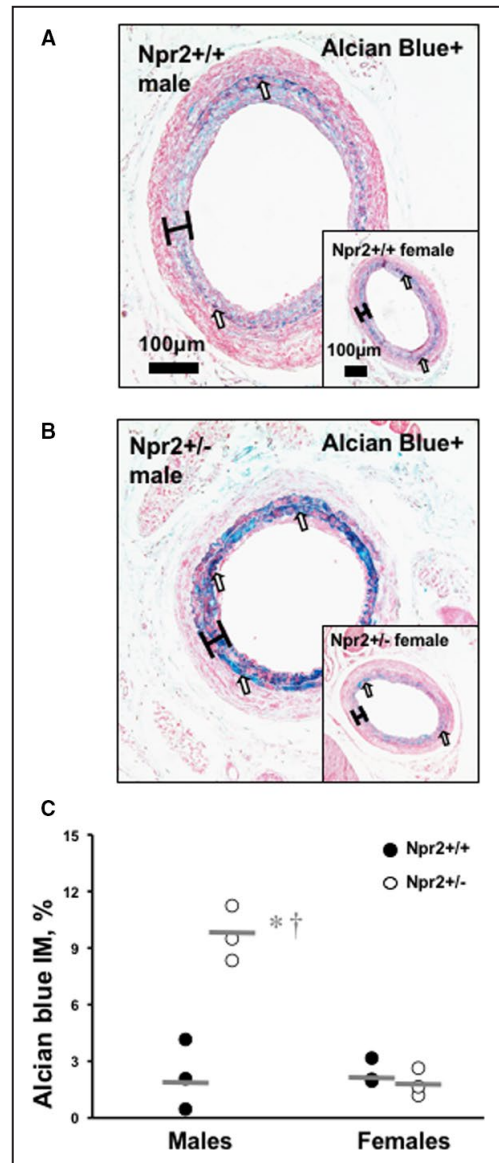 A
Npr2+/+
male
Alcian Blue+
Npr2+/+ female
100µm
100µm
B
Npr2+/-
male
Alcian Blue+
Npr2+/- female
C
15
12
9
6
3
0
Alcian blue IM, %
Npr2+/+
Npr2+/-
* †
Males
Females